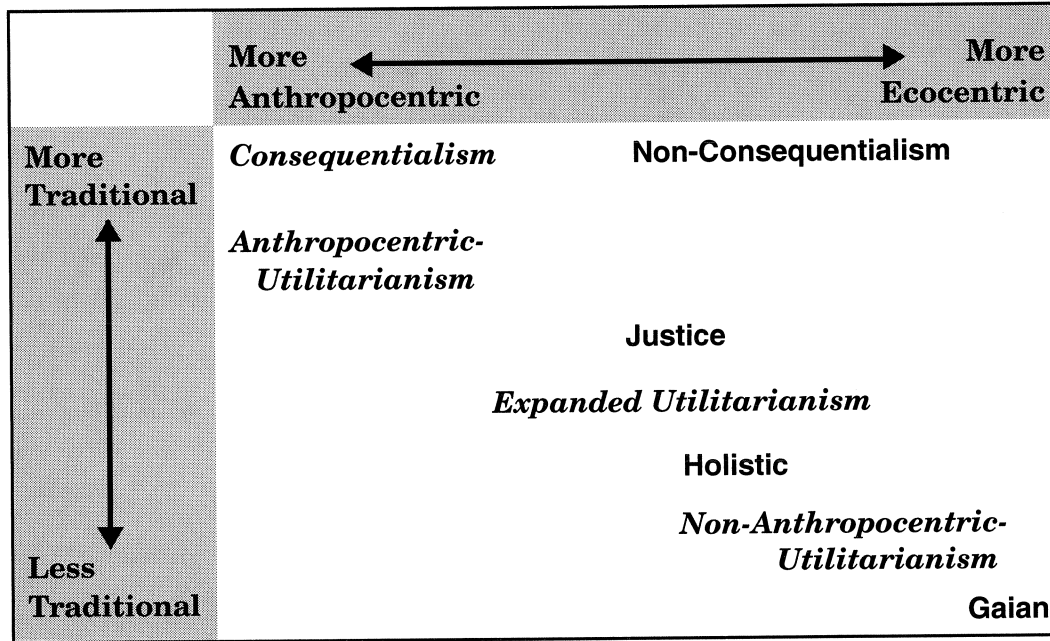 More
Anthropocentric
More
Ecocentric
More
Traditional
Consequentialism
Non-Consequentialism
Anthropocentric-
Utilitarianism
Justice
Expanded Utilitarianism
Holistic
Non-Anthropocentric-
Utilitarianism
Less
Traditional
Gaian